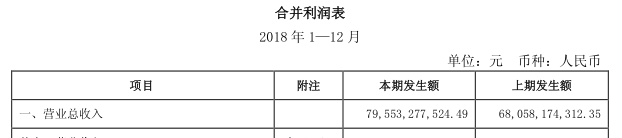 合并利润表
2018 年 1—12 月
单位：元 币种：人民币
项目 附注 本期发生额 上期发生额
一、营业总收入 79,553,277,524.49 68,058,174,312.35